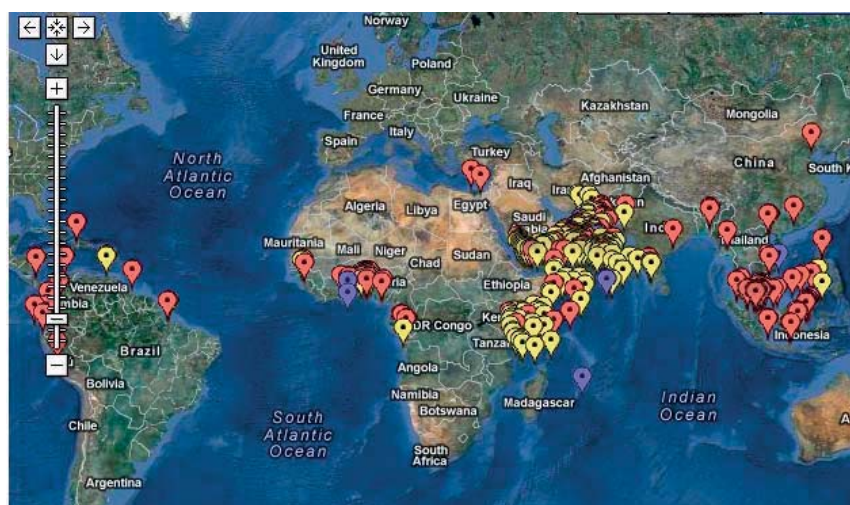 Norway
United
Kingdom
Poland
Germany
Ukraine
France
Kazakhstan
Mongolia
Italy
Spain
Turkey
North
Atlantic
Ocean
China
South K
Afghanistan
Iraq
Iran
Algeria
Libya
Egypt
Saudi
Mauritania
Mali
Niger
Chad
Sudan
Thailand
Ethiopia
Venezuela
DR Congo
Tanzan
Indonesia
Brazil
Angola
Bolivia
Namibia
Botswana
Madagascar
Indian
Ocean
Chile
South
Atlantic
Ocean
South
Africa
Argentina